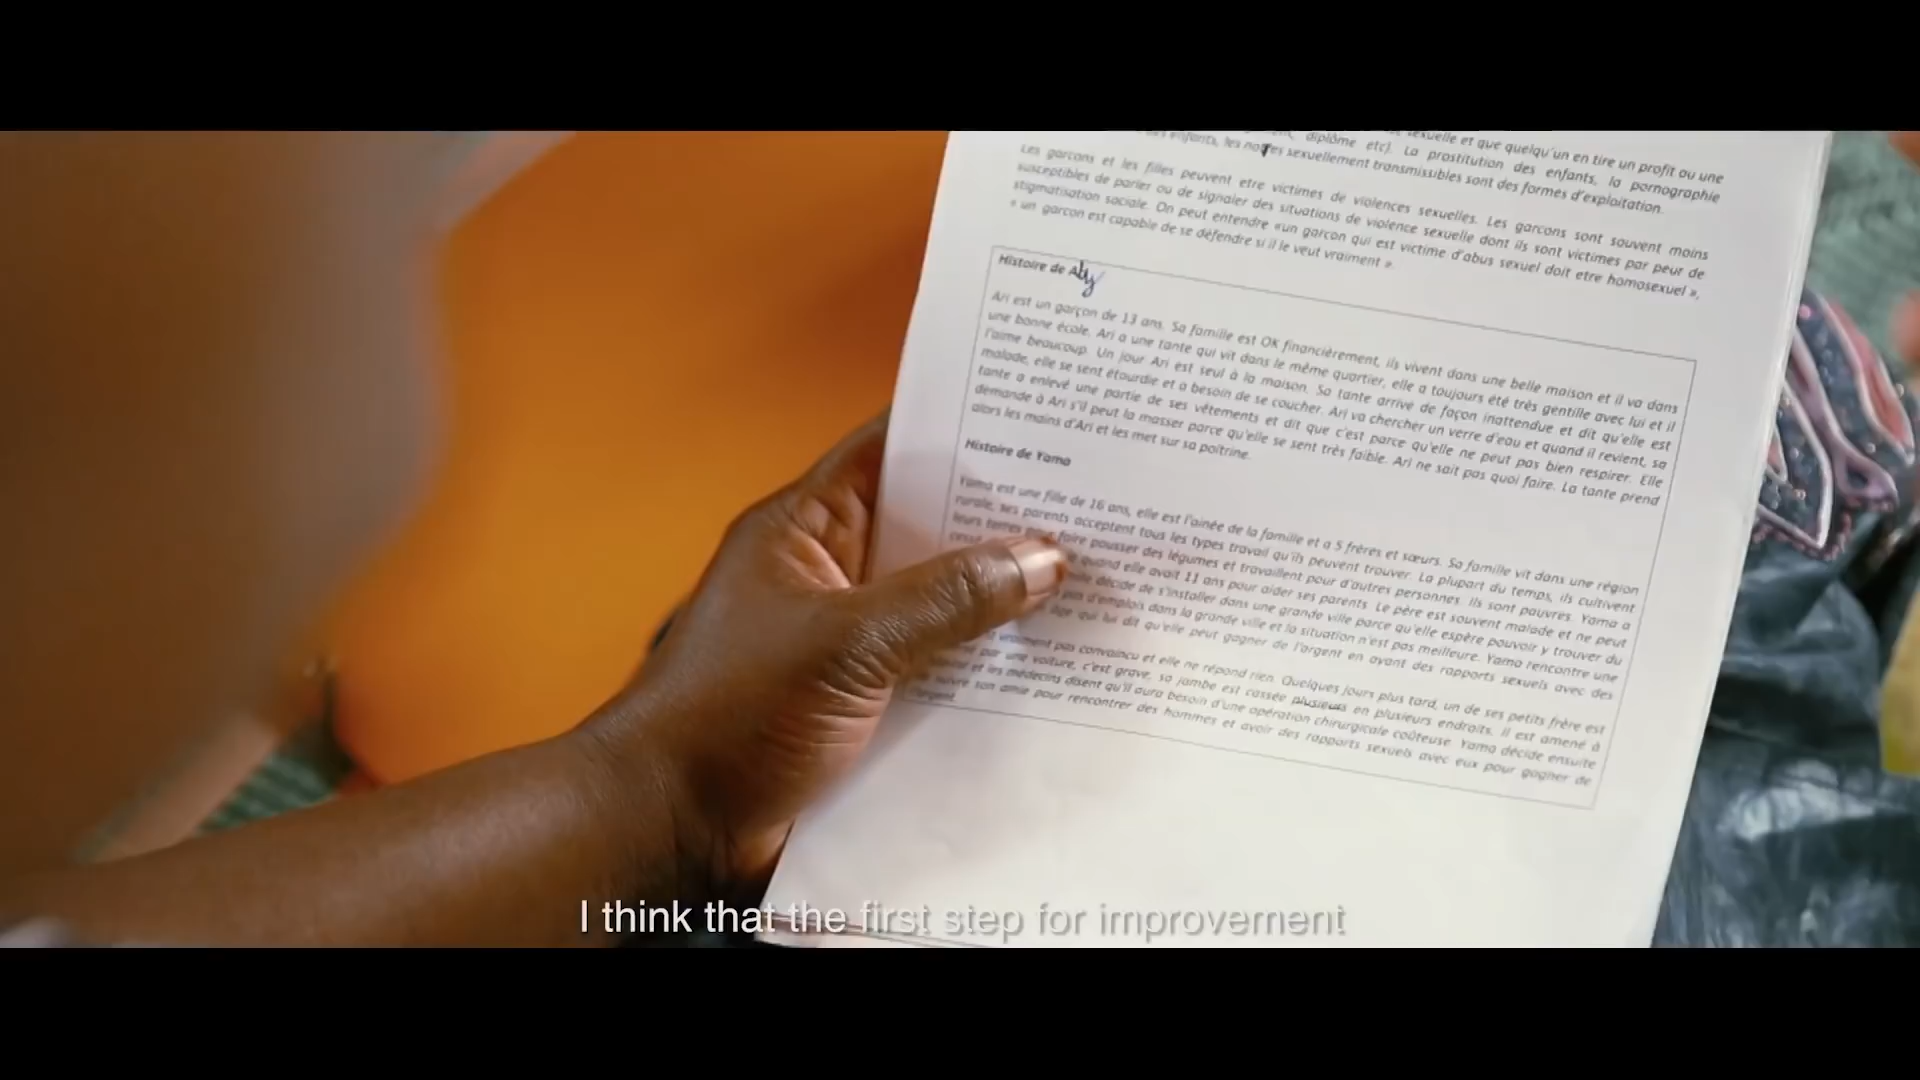 sexuelle et que quelqu'un en tire un profit ou une
diplôme etc). La prostitution des enfants, la pornographie
enfants, les no es sexuellement transmissibles sont des formes d'exploitation.
Les garcons et les filles peuvent etre victimes de violences sexuelles. Les garcons sont souvent moins
susceptibles de parler ou de signaler des situations de violence sexuelle dont ils sont victimes par peur de
stigmatisation sociale. On peut entendre «un garçon qui est victime d'abus sexuel doit etre homosexuel »,
« un garçon est capable de se défendre si il le veut vraiment ».
Histoire de Aby
Ari est un garçon de 13 ans. Sa famille est OK financièrement, ils vivent dans une belle maison et il va dans
une bonne école. Ari a une tante qui vit dans le même quartier, elle a toujours été très gentille avec lui et il
l'aime beaucoup. Un jour Ari est seul à la maison. Sa tante arrive de façon inattendue et dit qu'elle est
malade, elle se sent étourdie et a besoin de se coucher. Ari va chercher un verre d'eau et quand il revient, sa
tante a enlevé une partie de ses vêtements et dit que c'est parce qu'elle ne peut pas bien respirer. Elle
demande à Ari s'il peut la masser parce qu'elle se sent très faible. Ari ne sait pas quoi faire. La tante prend
alors les mains d'Ari et les met sur sa poitrine.
Histoire de Yama
Yama est une fille de 16 ans, elle est l'ainée de la famille et a 5 frères et sœurs. Sa famille vit dans une région
rurale, ses parents acceptent tous les types travail qu'ils peuvent trouver. La plupart du temps, ils cultivent
leurs terres pour faire pousser des légumes et travaillent pour d'autres personnes. Ils sont pauvres. Yama a
cessé quand elle avait 11 ans pour aider ses parents. Le père est souvent malade et ne peut
décide de s'installer dans une grande ville parce qu'elle espère pouvoir y trouver du
pas d'emplois dans la grande ville et la situation n'est pas meilleure. Yama rencontre une
âge qui lui dit qu'elle peut gagner de l'argent en ayant des rapports sexuels avec des
vraiment pas convaincu et elle ne répond rien. Quelques jours plus tard, un de ses petits frère est
par une voiture, c'est grave, sa jambe est cassée plusieurs en plusieurs endroits. Il est amené à
et les médecins disent qu'il aura besoin d'une opération chirurgicale coûteuse. Yama décide ensuite
suivre son amie pour rencontrer des hommes et avoir des rapports sexuels avec eux pour gagner de
l'argent.
I think that the first step for improvement